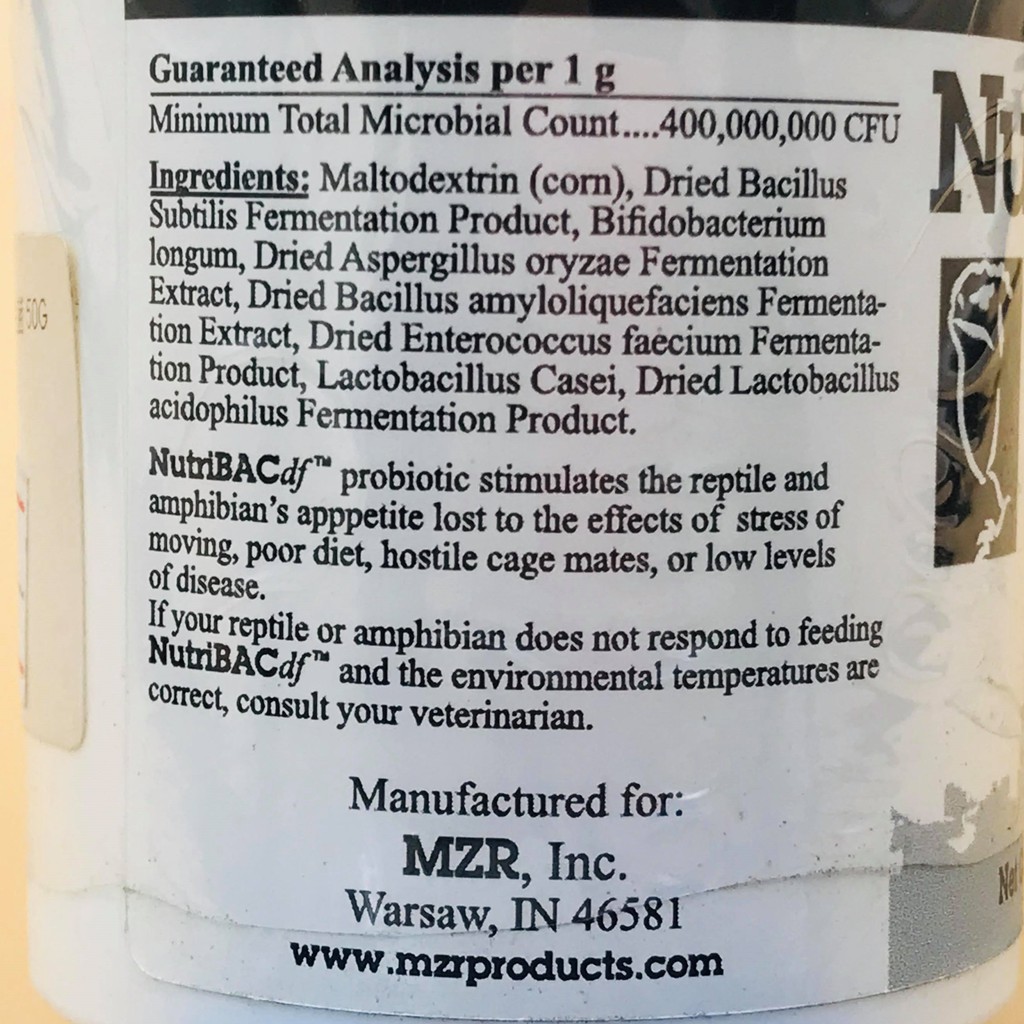 Guaranteed Analysis per 1 g
Minimum Total Microbial Count....400,000,000 CFU
Ingredients: Maltodextrin (corn), Dried Bacillus
Subtilis Fermentation Product, Bifidobacterium
longum, Dried Aspergillus oryzae Fermentation
Extract, Dried Bacillus amyloliquefaciens Fermenta-
tion Extract, Dried Enterococcus faecium Fermenta-
tion Product, Lactobacillus Casei, Dried Lactobacillus
acidophilus Fermentation Product.
NutriBACdf™ probiotic stimulates the reptile and
amphibian's apppetite lost to the effects of stress of
moving, poor diet, hostile cage mates, or low levels
of disease.
If your reptile or amphibian does not respond to feeding
NutriBACdf™ and the environmental temperatures are
correct, consult your veterinarian.
Manufactured for:
MZR, Inc.
Warsaw, IN 46581
www.mzrproducts.com
50G